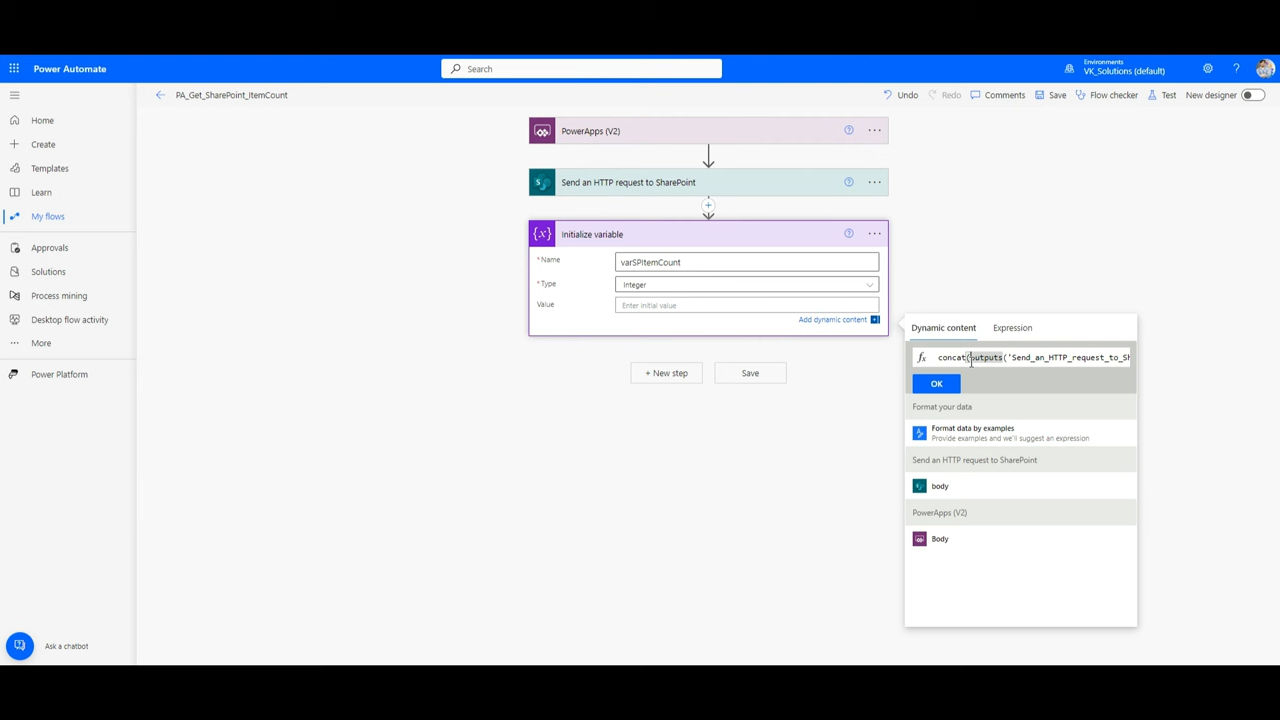 Power Automate
Search
Environments
VK_Solutions (default)
PA_Get_SharePoint_ItemCount
Undo
Redo
Comments
Save
Flow checker
Test
New designer
Home
Create
Templates
Learn
My flows
Approvals
Solutions
Process mining
Desktop flow activity
More
Power Platform
Ask a chatbot
PowerApps (V2)
Send an HTTP request to SharePoint
Initialize variable
* Name
varSPItemCount
* Type
Integer
Value
Enter initial value
Add dynamic content
+ New step
Save
Dynamic content
Expression
fx
concat(outputs('Send_an_HTTP_request_to_Sh
OK
Format your data
Format data by examples
Provide examples and we'll suggest an expression
Send an HTTP request to SharePoint
body
PowerApps (V2)
Body